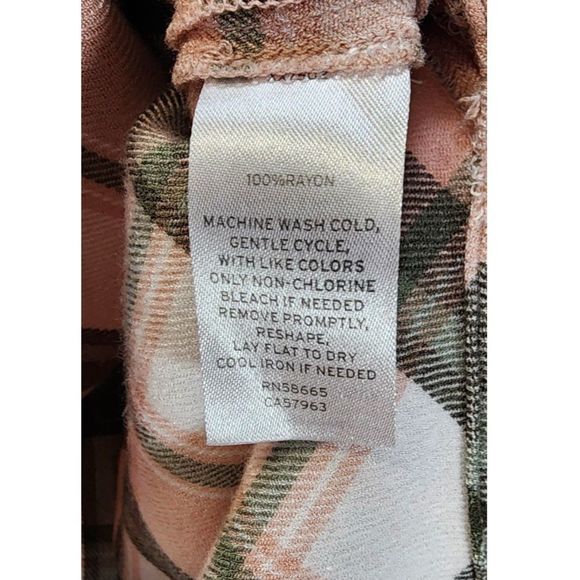 100%RAYON
MACHINE WASH COLD,
GENTLE CYCLE,
WITH LIKE COLORS
ONLY NON-CHLORINE
BLEACH IF NEEDED
REMOVE PROMPTLY,
RESHAPE,
LAY FLAT TO DRY
COOL IRON IF NEEDED
RN58665
CA57963